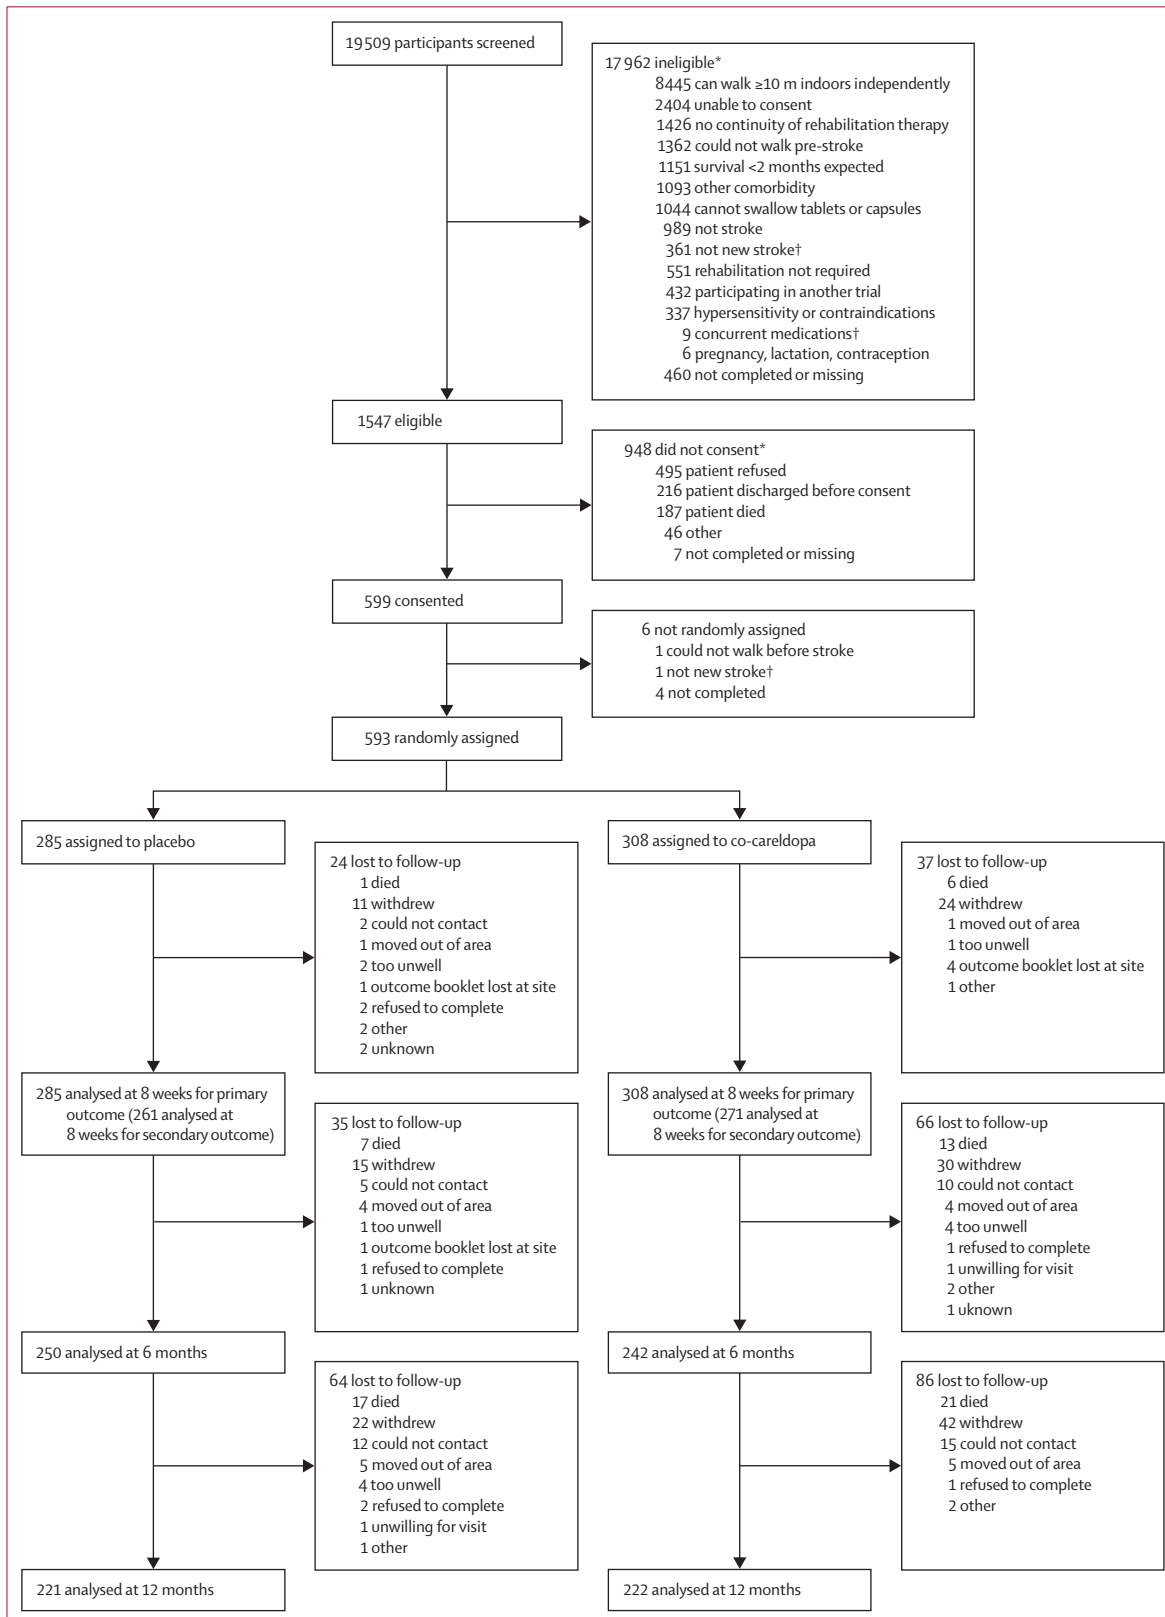 19 509 participants screened
17 962 ineligible*
8445 can walk ≥10 m indoors independently
2404 unable to consent
1426 no continuity of rehabilitation therapy
1362 could not walk pre-stroke
1151 survival <2 months expected
1093 other comorbidity
1044 cannot swallow tablets or capsules
989 not stroke
361 not new stroke†
551 rehabilitation not required
432 participating in another trial
337 hypersensitivity or contraindications
9 concurrent medications†
6 pregnancy, lactation, contraception
460 not completed or missing
1547 eligible
948 did not consent*
495 patient refused
216 patient discharged before consent
187 patient died
46 other
7 not completed or missing
599 consented
6 not randomly assigned
1 could not walk before stroke
1 not new stroke†
4 not completed
593 randomly assigned
285 assigned to placebo
24 lost to follow-up
1 died
11 withdrew
2 could not contact
1 moved out of area
2 too unwell
1 outcome booklet lost at site
2 refused to complete
2 other
2 unknown
308 assigned to co-careldopa
37 lost to follow-up
6 died
24 withdrew
1 moved out of area
1 too unwell
4 outcome booklet lost at site
1 other
285 analysed at 8 weeks for primary
outcome (261 analysed at
8 weeks for secondary outcome)
35 lost to follow-up
7 died
15 withdrew
5 could not contact
4 moved out of area
1 too unwell
1 outcome booklet lost at site
1 refused to complete
1 unknown
308 analysed at 8 weeks for primary
outcome (271 analysed at
8 weeks for secondary outcome)
66 lost to follow-up
13 died
30 withdrew
10 could not contact
4 moved out of area
4 too unwell
1 refused to complete
1 unwilling for visit
2 other
1 uknown
250 analysed at 6 months
64 lost to follow-up
17 died
22 withdrew
12 could not contact
5 moved out of area
4 too unwell
2 refused to complete
1 unwilling for visit
1 other
242 analysed at 6 months
86 lost to follow-up
21 died
42 withdrew
15 could not contact
5 moved out of area
1 refused to complete
2 other
221 analysed at 12 months
222 analysed at 12 months